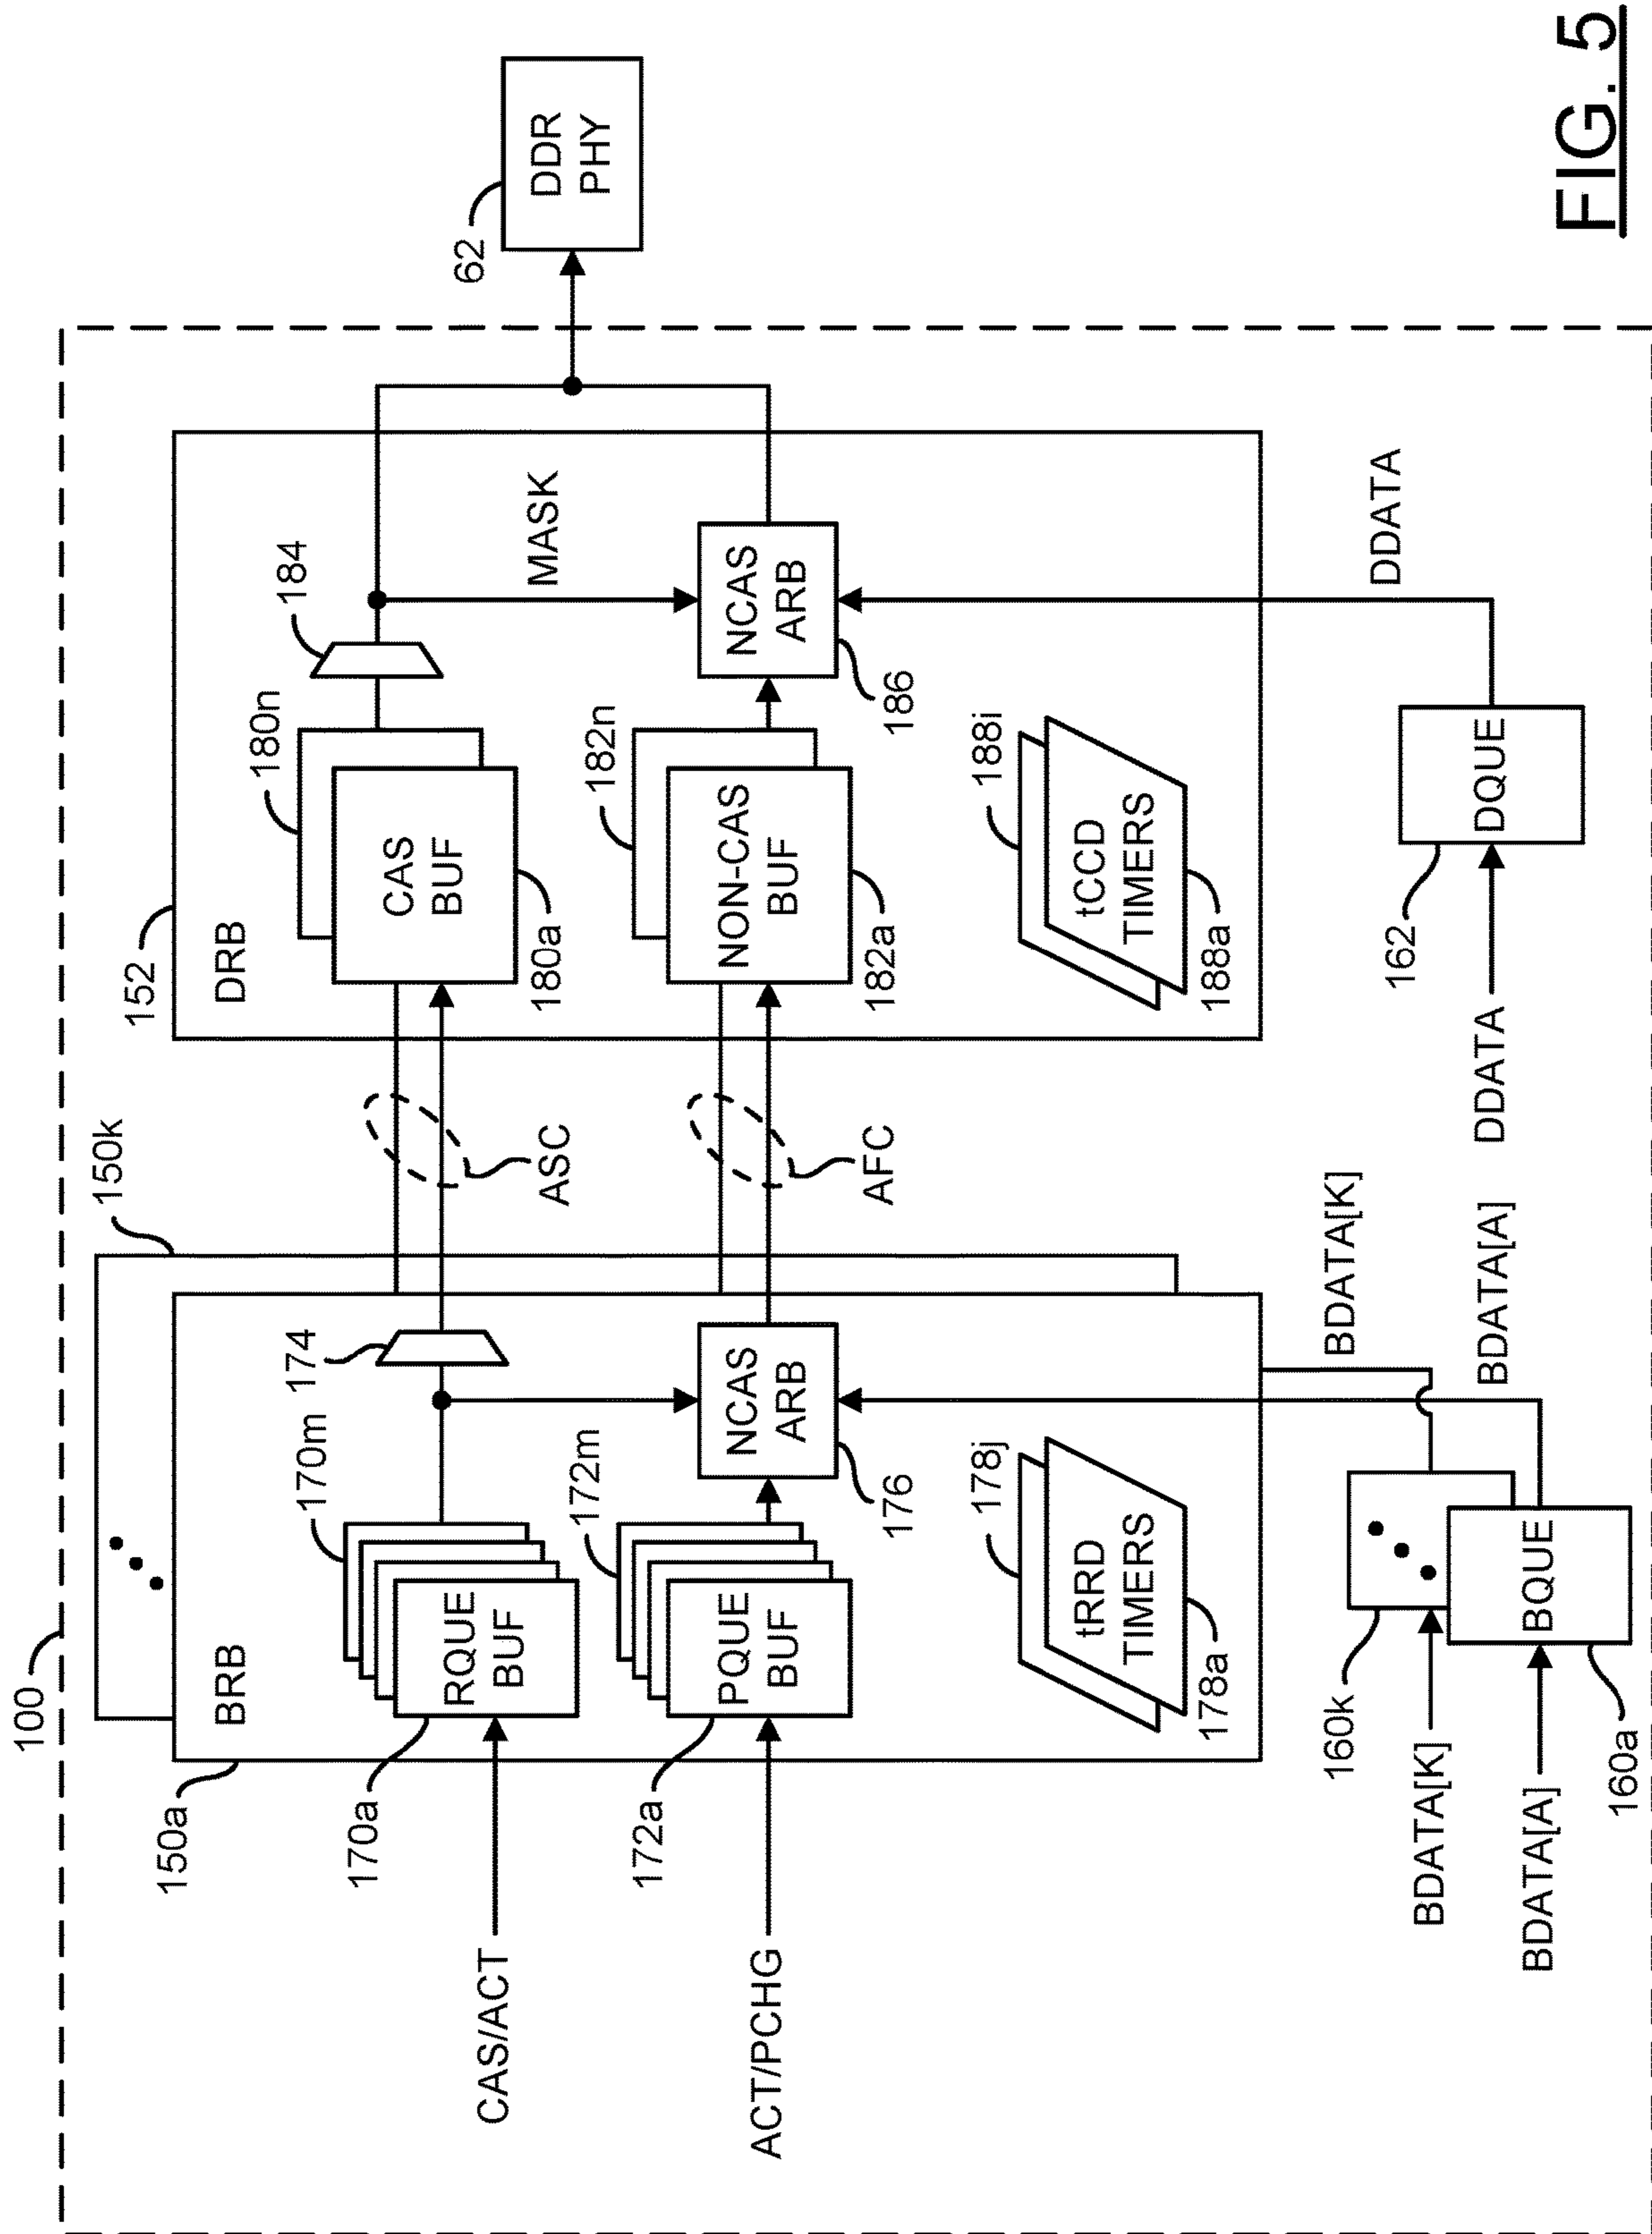 100
150a
150k
BRB
CAS/ACT
170a
170m
RQUE
BUF
174
ACT/PCHG
172a
172m
PQUE
BUF
NCAS
ARB
176
178j
tRRD
TIMERS
178a
ASC
AFC
152
DRB
180n
CAS
BUF
180a
184
MASK
182n
NON-CAS
BUF
182a
NCAS
ARB
186
188i
tCCD
TIMERS
188a
62
DDR
PHY
BDATA[K]
160k
BDATA[K]
BDATA[A]
BQUE
160a
BDATA[A]
DDATA
162
DQUE
DDATA
FIG. 5